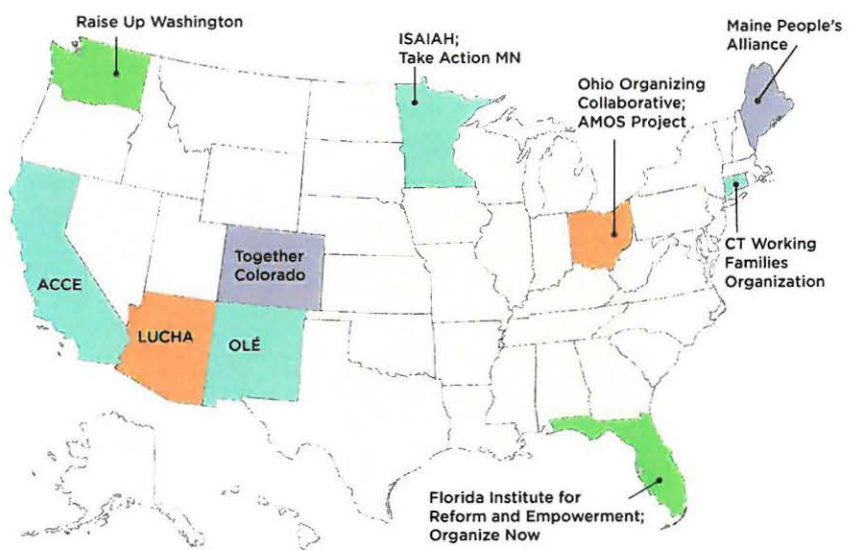 Raise Up Washington
ISAIAH;
Take Action MN
Maine People's
Alliance
Ohio Organizing
Collaborative;
AMOS Project
CT Working
Families
Organization
Together
Colorado
ACCE
LUCHA
OLÉ
Florida Institute for
Reform and Empowerment;
Organize Now